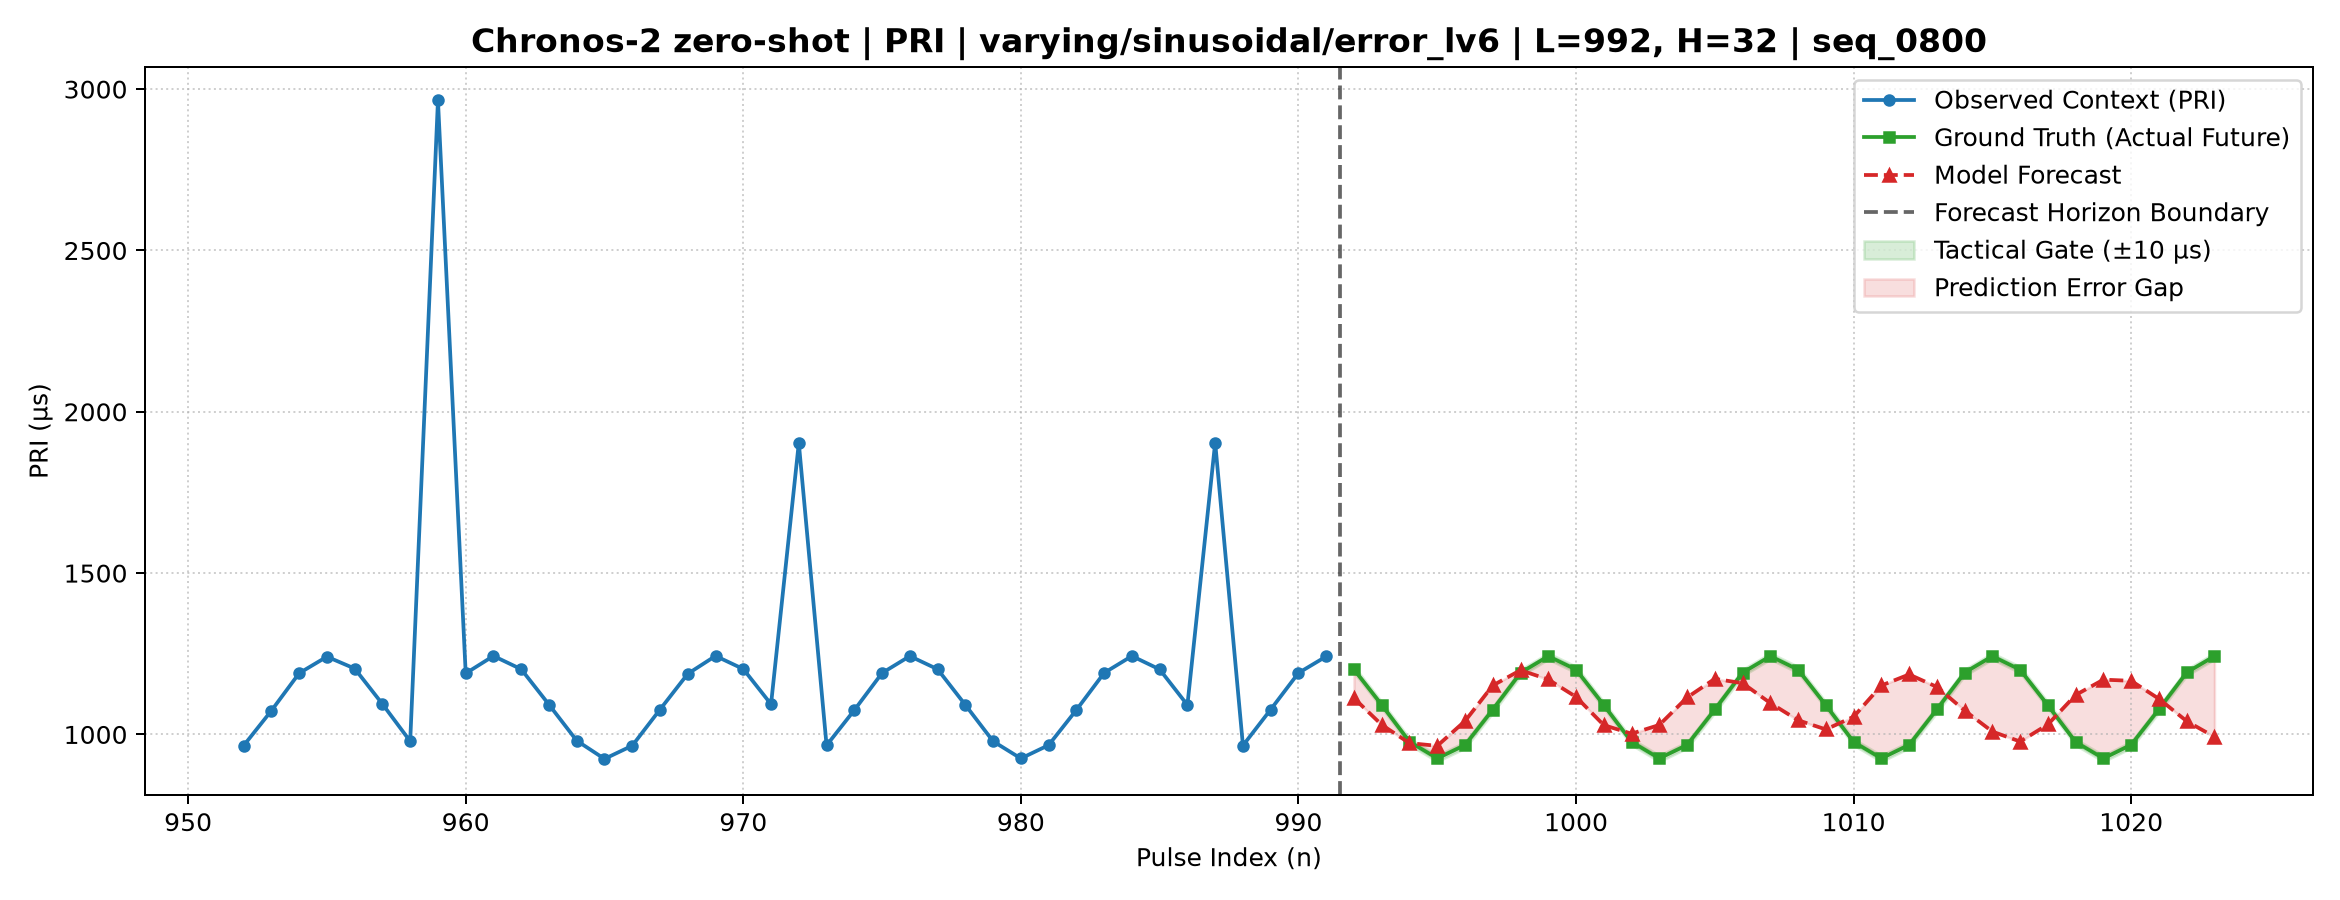 Chronos-2 zero-shot | PRI | varying/sinusoidal/error_lv6 | L=992, H=32 | seq_0800
3000
2500
2000
1500
1000
PRI (µs)
Observed Context (PRI)
Ground Truth (Actual Future)
Model Forecast
Forecast Horizon Boundary
Tactical Gate (±10 µs)
Prediction Error Gap
950
960
970
980
990
1000
1010
1020
Pulse Index (n)